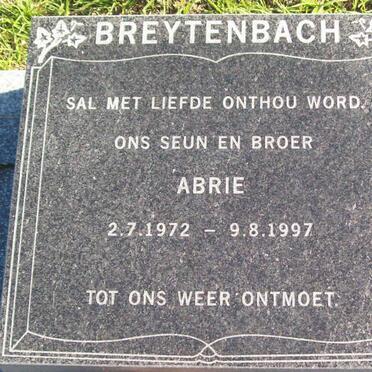 BREYTENBACH
SAL MET LIEFDE ONTHOU WORD.
ONS SEUN EN BROER
ABRIE
2.7.1972 – 9.8.1997
TOT ONS WEER ONTMOET.